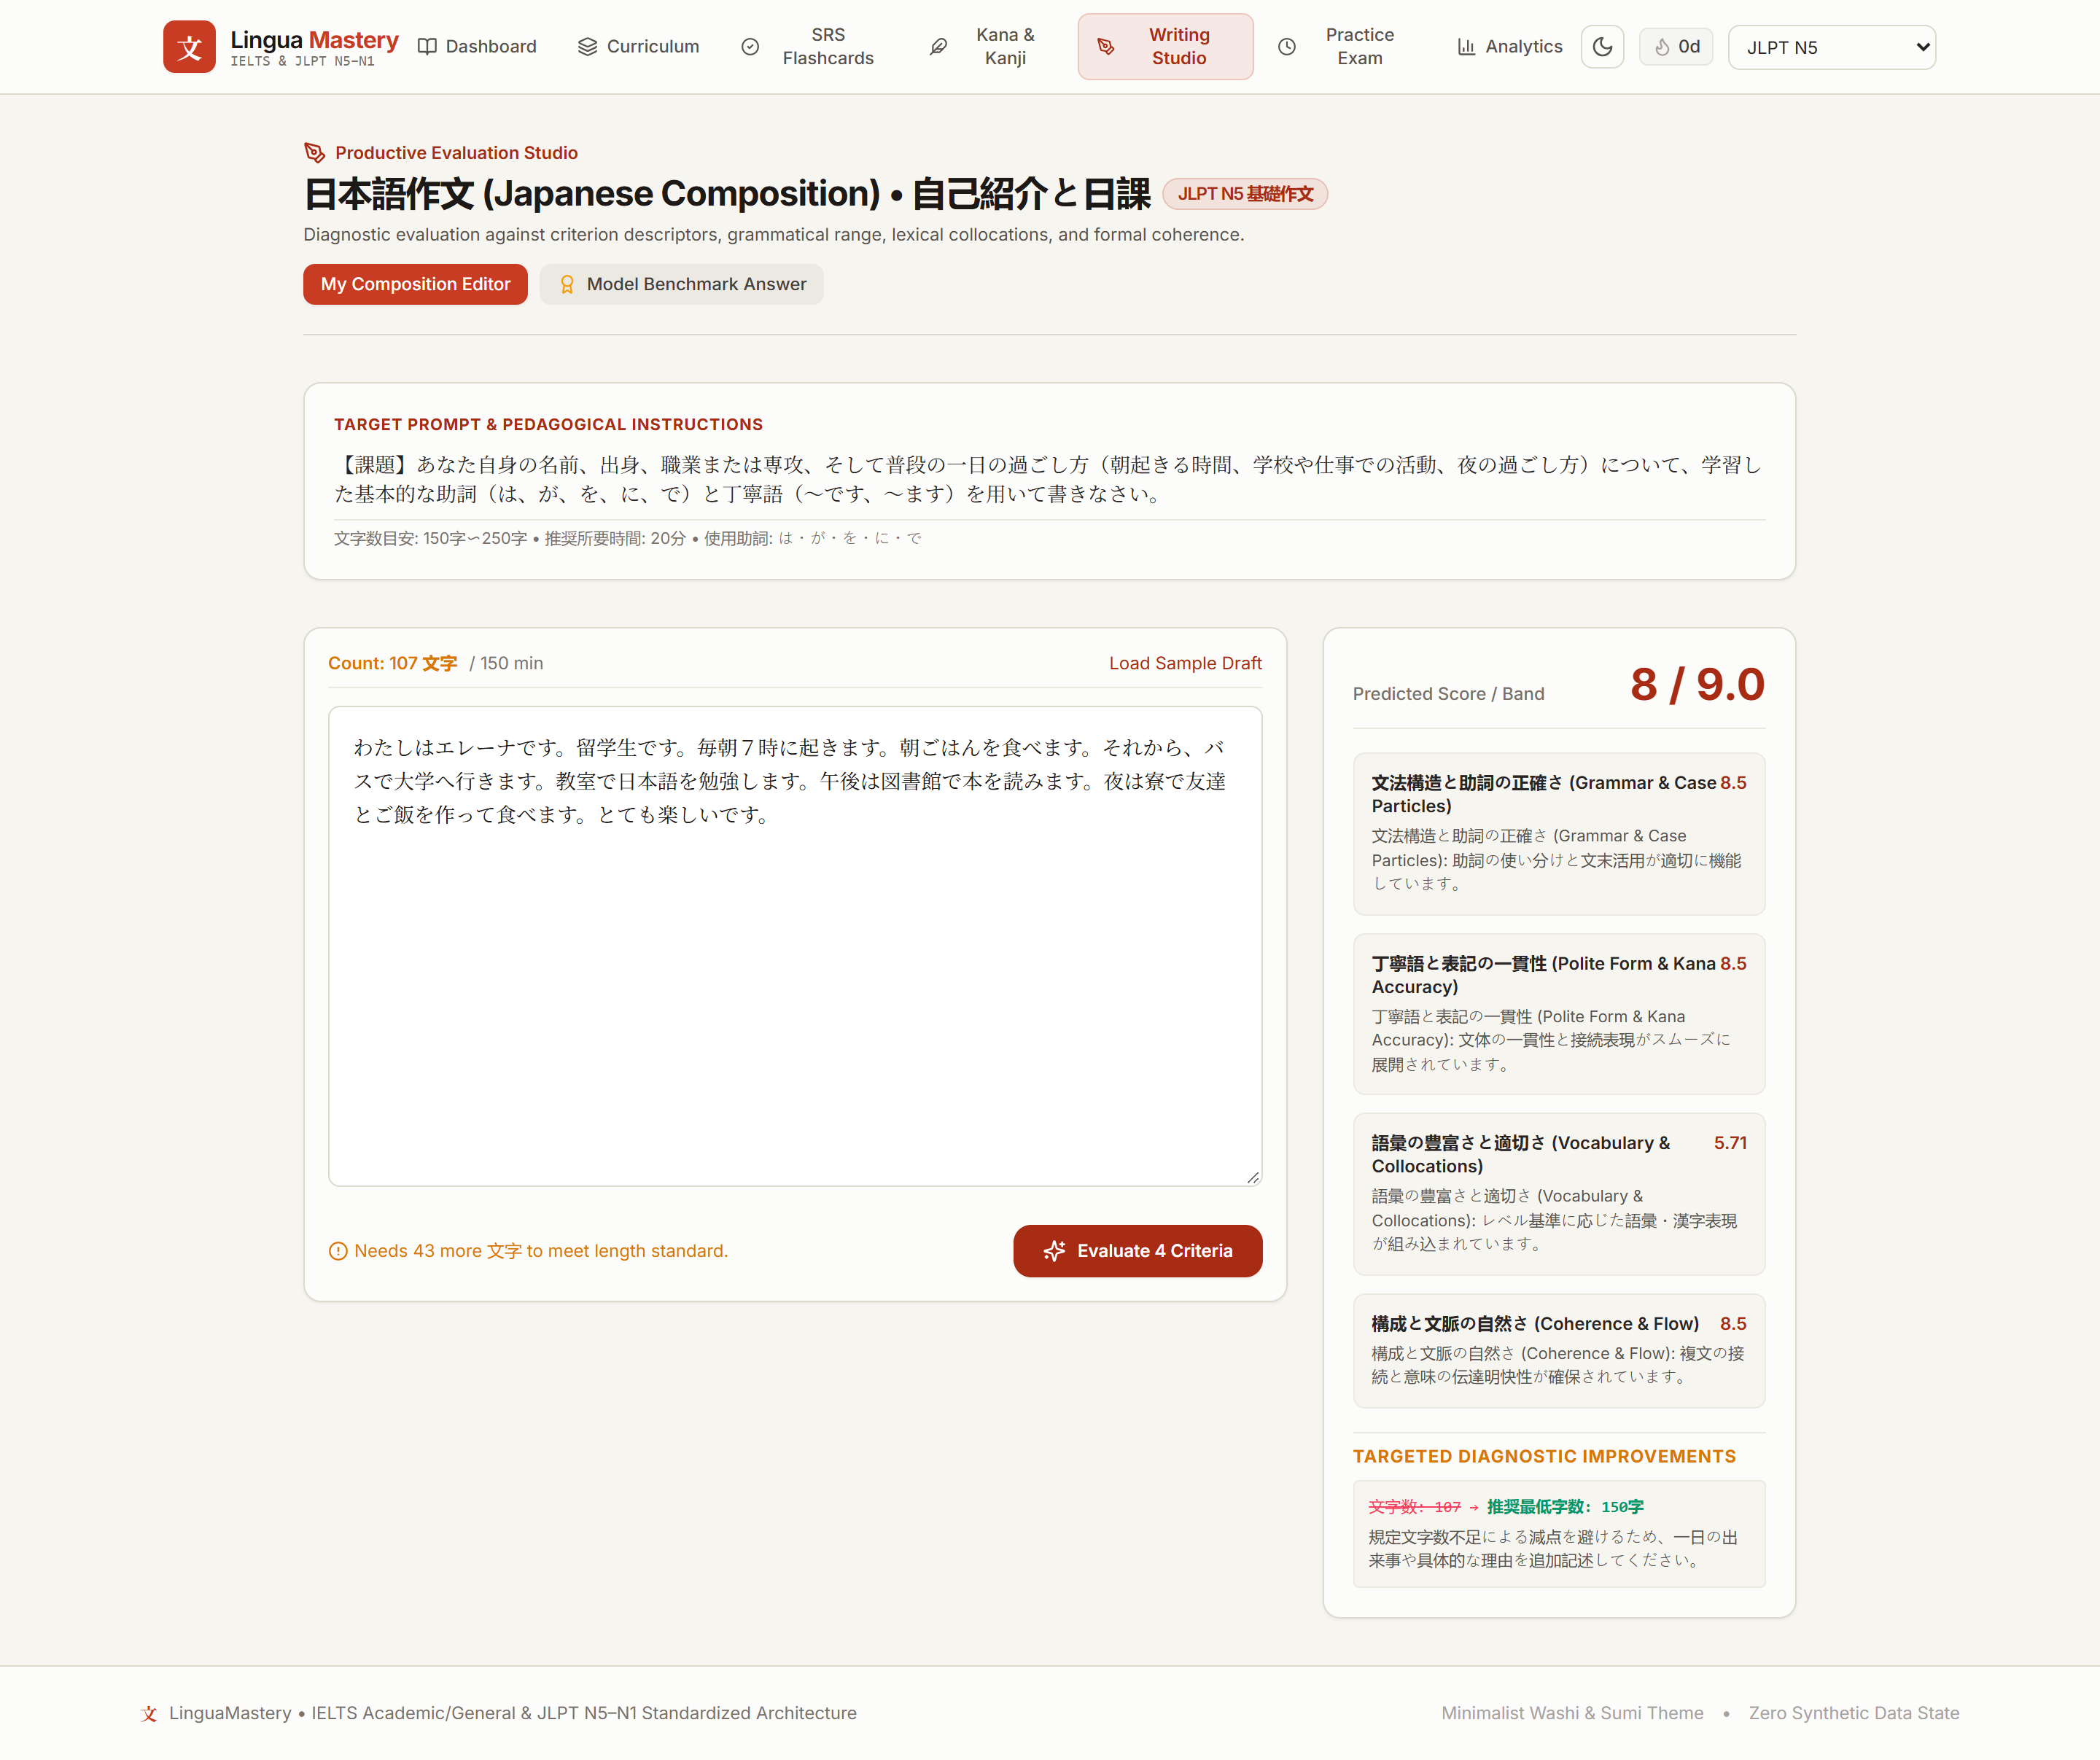 文
Lingua Mastery
IELTS & JLPT N5–N1
Dashboard
Curriculum
SRS Flashcards
Kana & Kanji
Writing Studio
Practice Exam
Analytics
0d
JLPT N5
Productive Evaluation Studio
日本語作文 (Japanese Composition) • 自己紹介と日課
JLPT N5 基礎作文
Diagnostic evaluation against criterion descriptors, grammatical range, lexical collocations, and formal coherence.
My Composition Editor
Model Benchmark Answer
TARGET PROMPT & PEDAGOGICAL INSTRUCTIONS
【課題】あなた自身の名前、出身、職業または専攻、そして普段の一日の過ごし方（朝起きる時間、学校や仕事での活動、夜の過ごし方）について、学習し
た基本的な助詞（は、が、を、に、で）と丁寧語（〜です、〜ます）を用いて書きなさい。
文字数目安: 150字〜250字 • 推奨所要時間: 20分 • 使用助詞: は・が・を・に・で
Count: 107 文字 / 150 min
Load Sample Draft
わたしはエレーナです。留学生です。毎朝７時に起きます。朝ごはんを食べます。それから、バ
スで大学へ行きます。教室で日本語を勉強します。午後は図書館で本を読みます。夜は寮で友達
とご飯を作って食べます。とても楽しいです。
Needs 43 more 文字 to meet length standard.
Evaluate 4 Criteria
Predicted Score / Band
8 / 9.0
文法構造と助詞の正確さ (Grammar & Case Particles)
8.5
文法構造と助詞の正確さ (Grammar & Case
Particles): 助詞の使い分けと文末活用が適切に機能
しています。
丁寧語と表記の一貫性 (Polite Form & Kana Accuracy)
8.5
丁寧語と表記の一貫性 (Polite Form & Kana
Accuracy): 文体の一貫性と接続表現がスムーズに
展開されています。
語彙の豊富さと適切さ (Vocabulary & Collocations)
5.71
語彙の豊富さと適切さ (Vocabulary &
Collocations): レベル基準に応じた語彙・漢字表現
が組み込まれています。
構成と文脈の自然さ (Coherence & Flow)
8.5
構成と文脈の自然さ (Coherence & Flow): 複文の接
続と意味の伝達明快性が確保されています。
TARGETED DIAGNOSTIC IMPROVEMENTS
文字数: 107 → 推奨最低字数: 150字
規定文字数不足による減点を避けるため、一日の出
来事や具体的な理由を追加記述してください。
文 LinguaMastery • IELTS Academic/General & JLPT N5–N1 Standardized Architecture
Minimalist Washi & Sumi Theme • Zero Synthetic Data State